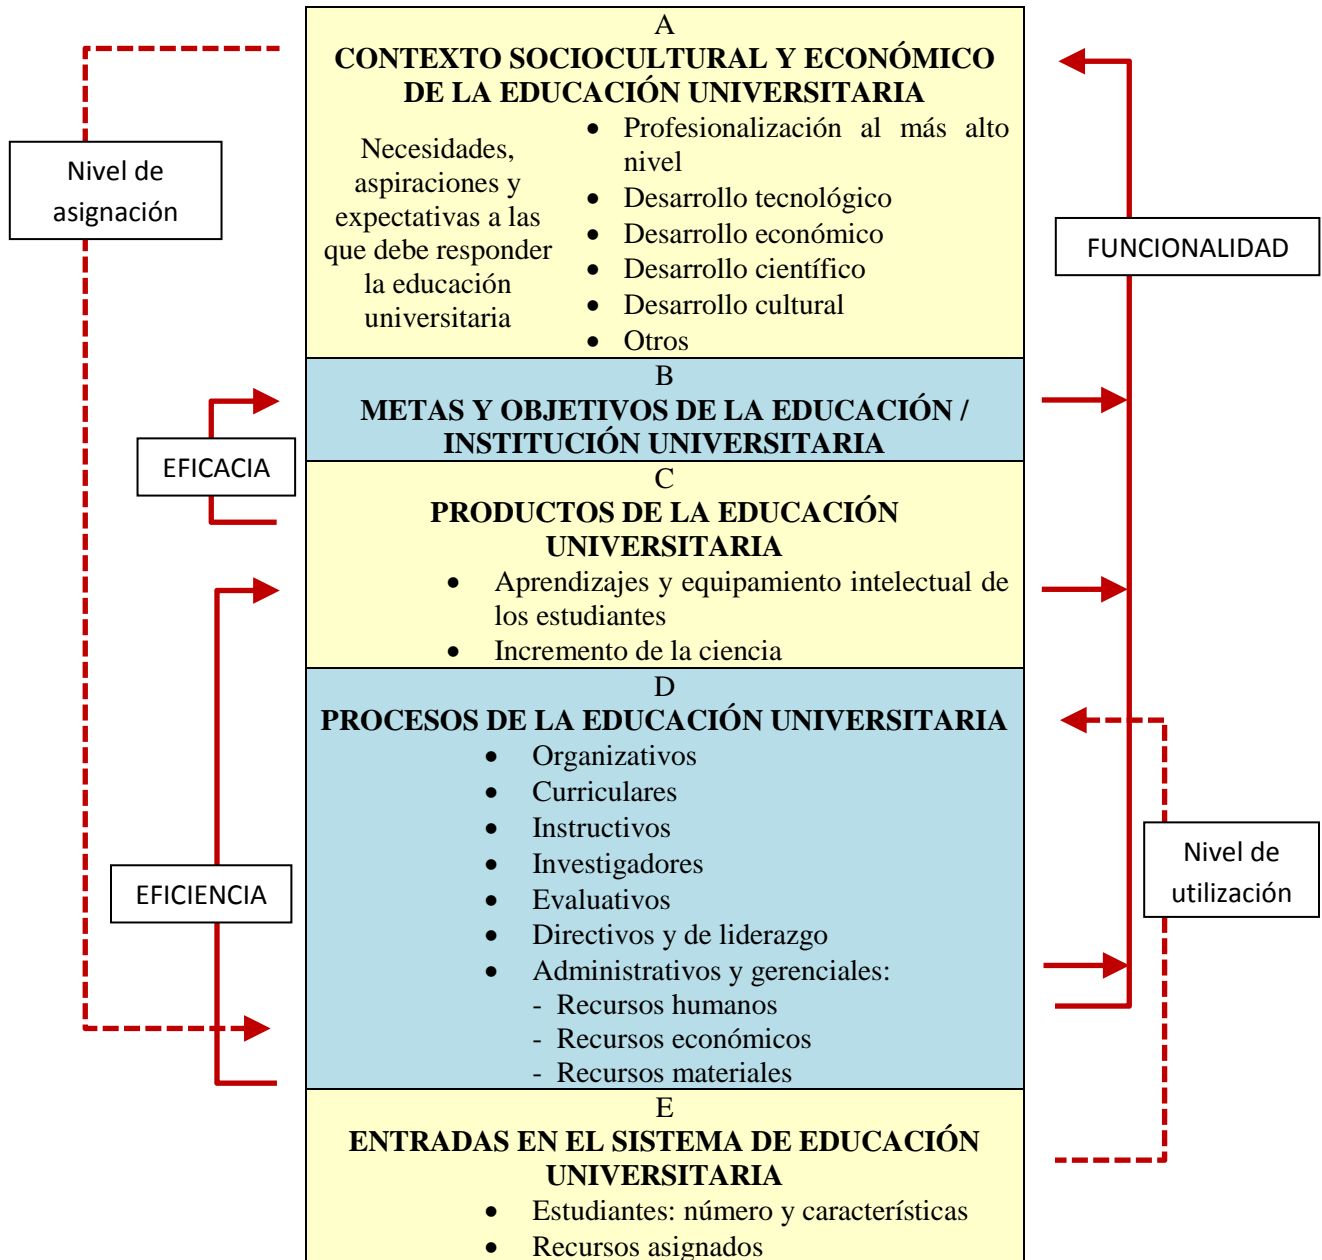 A
CONTEXTO SOCIOCULTURAL Y ECONÓMICO
DE LA EDUCACIÓN UNIVERSITARIA
Necesidades,
aspiraciones y
expectativas a las
que debe responder
la educación
universitaria
• Profesionalización al más alto
nivel
• Desarrollo tecnológico
• Desarrollo económico
• Desarrollo científico
• Desarrollo cultural
• Otros
Nivel de
asignación
FUNCIONALIDAD
B
METAS Y OBJETIVOS DE LA EDUCACIÓN /
INSTITUCIÓN UNIVERSITARIA
EFICACIA
C
PRODUCTOS DE LA EDUCACIÓN
UNIVERSITARIA
• Aprendizajes y equipamiento intelectual de
los estudiantes
• Incremento de la ciencia
D
PROCESOS DE LA EDUCACIÓN UNIVERSITARIA
• Organizativos
• Curriculares
• Instructivos
• Investigadores
• Evaluativos
• Directivos y de liderazgo
• Administrativos y gerenciales:
- Recursos humanos
- Recursos económicos
- Recursos materiales
EFICIENCIA
Nivel de
utilización
E
ENTRADAS EN EL SISTEMA DE EDUCACIÓN
UNIVERSITARIA
• Estudiantes: número y características
• Recursos asignados